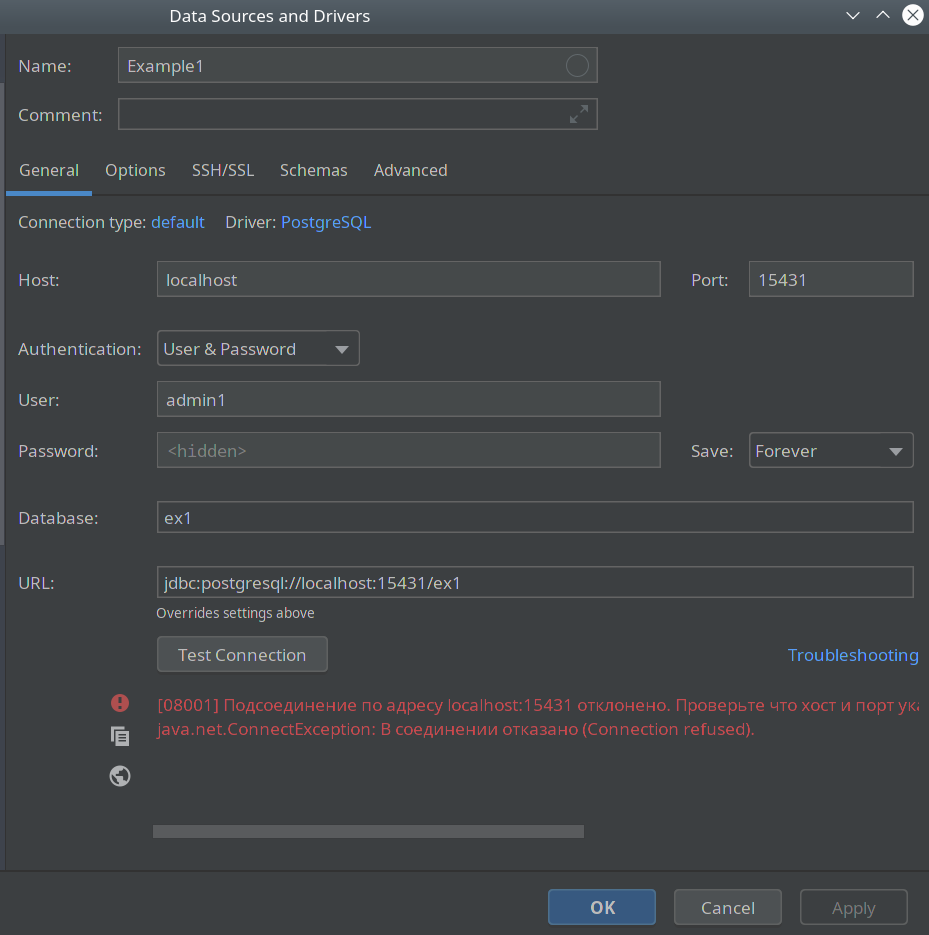 Data Sources and Drivers
Name: Example1
Comment:
General Options SSH/SSL Schemas Advanced
Connection type: default Driver: PostgreSQL
Host: localhost Port: 15431
Authentication: User & Password
User: admin1
Password: <hidden> Save: Forever
Database: ex1
URL: jdbc:postgresql://localhost:15431/ex1
Overrides settings above
Test Connection Troubleshooting
[08001] Подсоединение по адресу localhost:15431 отклонено. Проверьте что хост и порт ука
java.net.ConnectException: В соединении отказано (Connection refused).
OK Cancel Apply